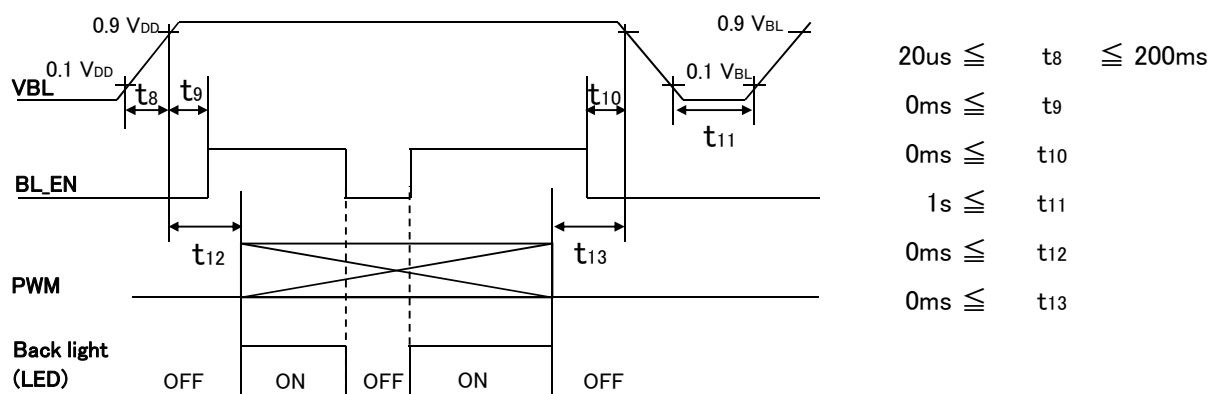 0.9 VDD
0.9 VBL
0.1 VDD
0.1 VBL
VBL
t8
t9
t10
t11
BL_EN
t12
t13
PWM
Back light
(LED)
OFF
ON
OFF
ON
OFF
20us ≦ t8 ≦ 200ms
0ms ≦ t9
0ms ≦ t10
1s ≦ t11
0ms ≦ t12
0ms ≦ t13